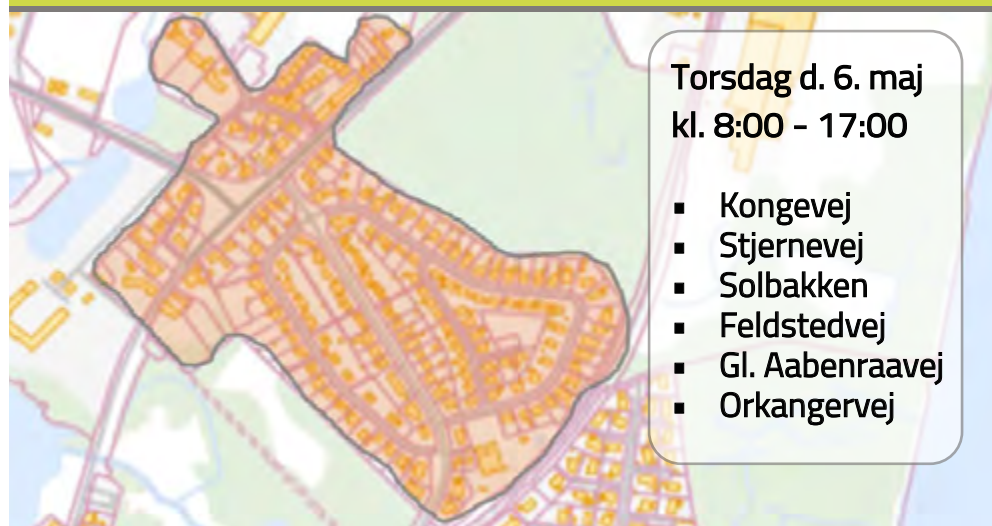 Torsdag d. 6. maj
kl. 8:00 - 17:00
▪ Kongevej
▪ Stjernevej
▪ Solbakken
▪ Feldstedvej
▪ Gl. Aabenraavej
▪ Orkangervej